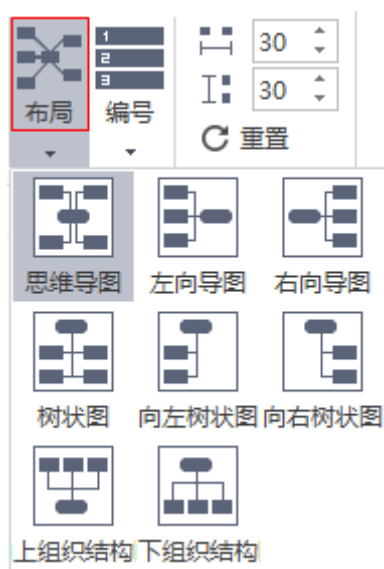 布局
1
2
3
编号
30
30
重置
思维导图 左向导图 右向导图
树状图 向左树状图 向右树状图
上组织结构 下组织结构